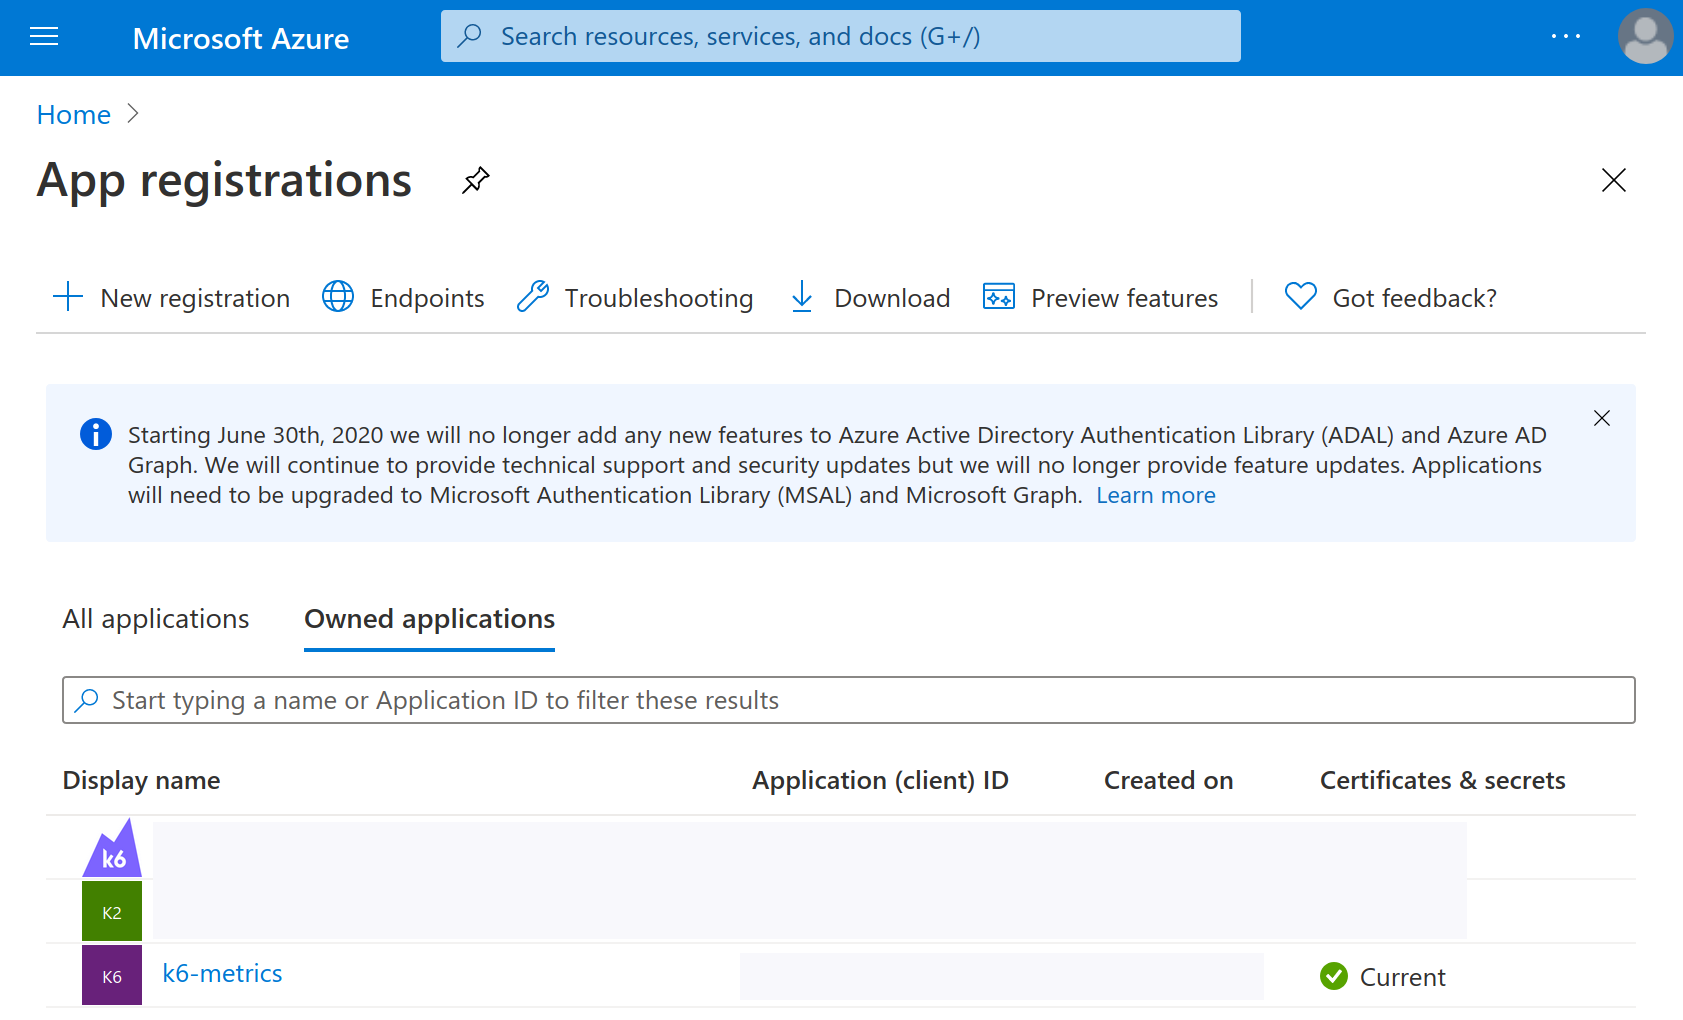 Microsoft Azure
Search resources, services, and docs (G+/)
Home
App registrations
New registration
Endpoints
Troubleshooting
Download
Preview features
Got feedback?
Starting June 30th, 2020 we will no longer add any new features to Azure Active Directory Authentication Library (ADAL) and Azure AD
Graph. We will continue to provide technical support and security updates but we will no longer provide feature updates. Applications
will need to be upgraded to Microsoft Authentication Library (MSAL) and Microsoft Graph. Learn more
All applications
Owned applications
Start typing a name or Application ID to filter these results
Display name
Application (client) ID
Created on
Certificates & secrets
k6
K2
K6
k6-metrics
Current